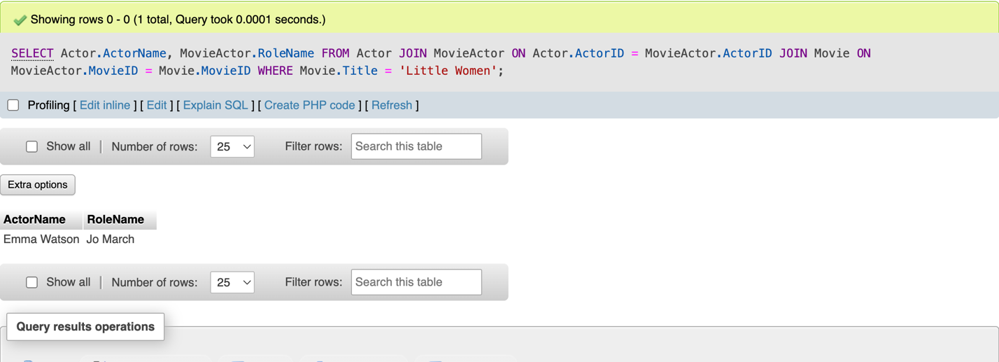 Showing rows 0 - 0 (1 total, Query took 0.0001 seconds.)
SELECT Actor.ActorName, MovieActor.RoleName FROM Actor JOIN MovieActor ON Actor.ActorID = MovieActor.ActorID JOIN Movie ON
MovieActor.MovieID = Movie.MovieID WHERE Movie.Title = 'Little Women';
Profiling [ Edit inline ] [ Edit ] [ Explain SQL ] [ Create PHP code ] [ Refresh ]
Show all | Number of rows: 25 Filter rows: Search this table
Extra options
ActorName RoleName
Emma Watson Jo March
Show all | Number of rows: 25 Filter rows: Search this table
Query results operations